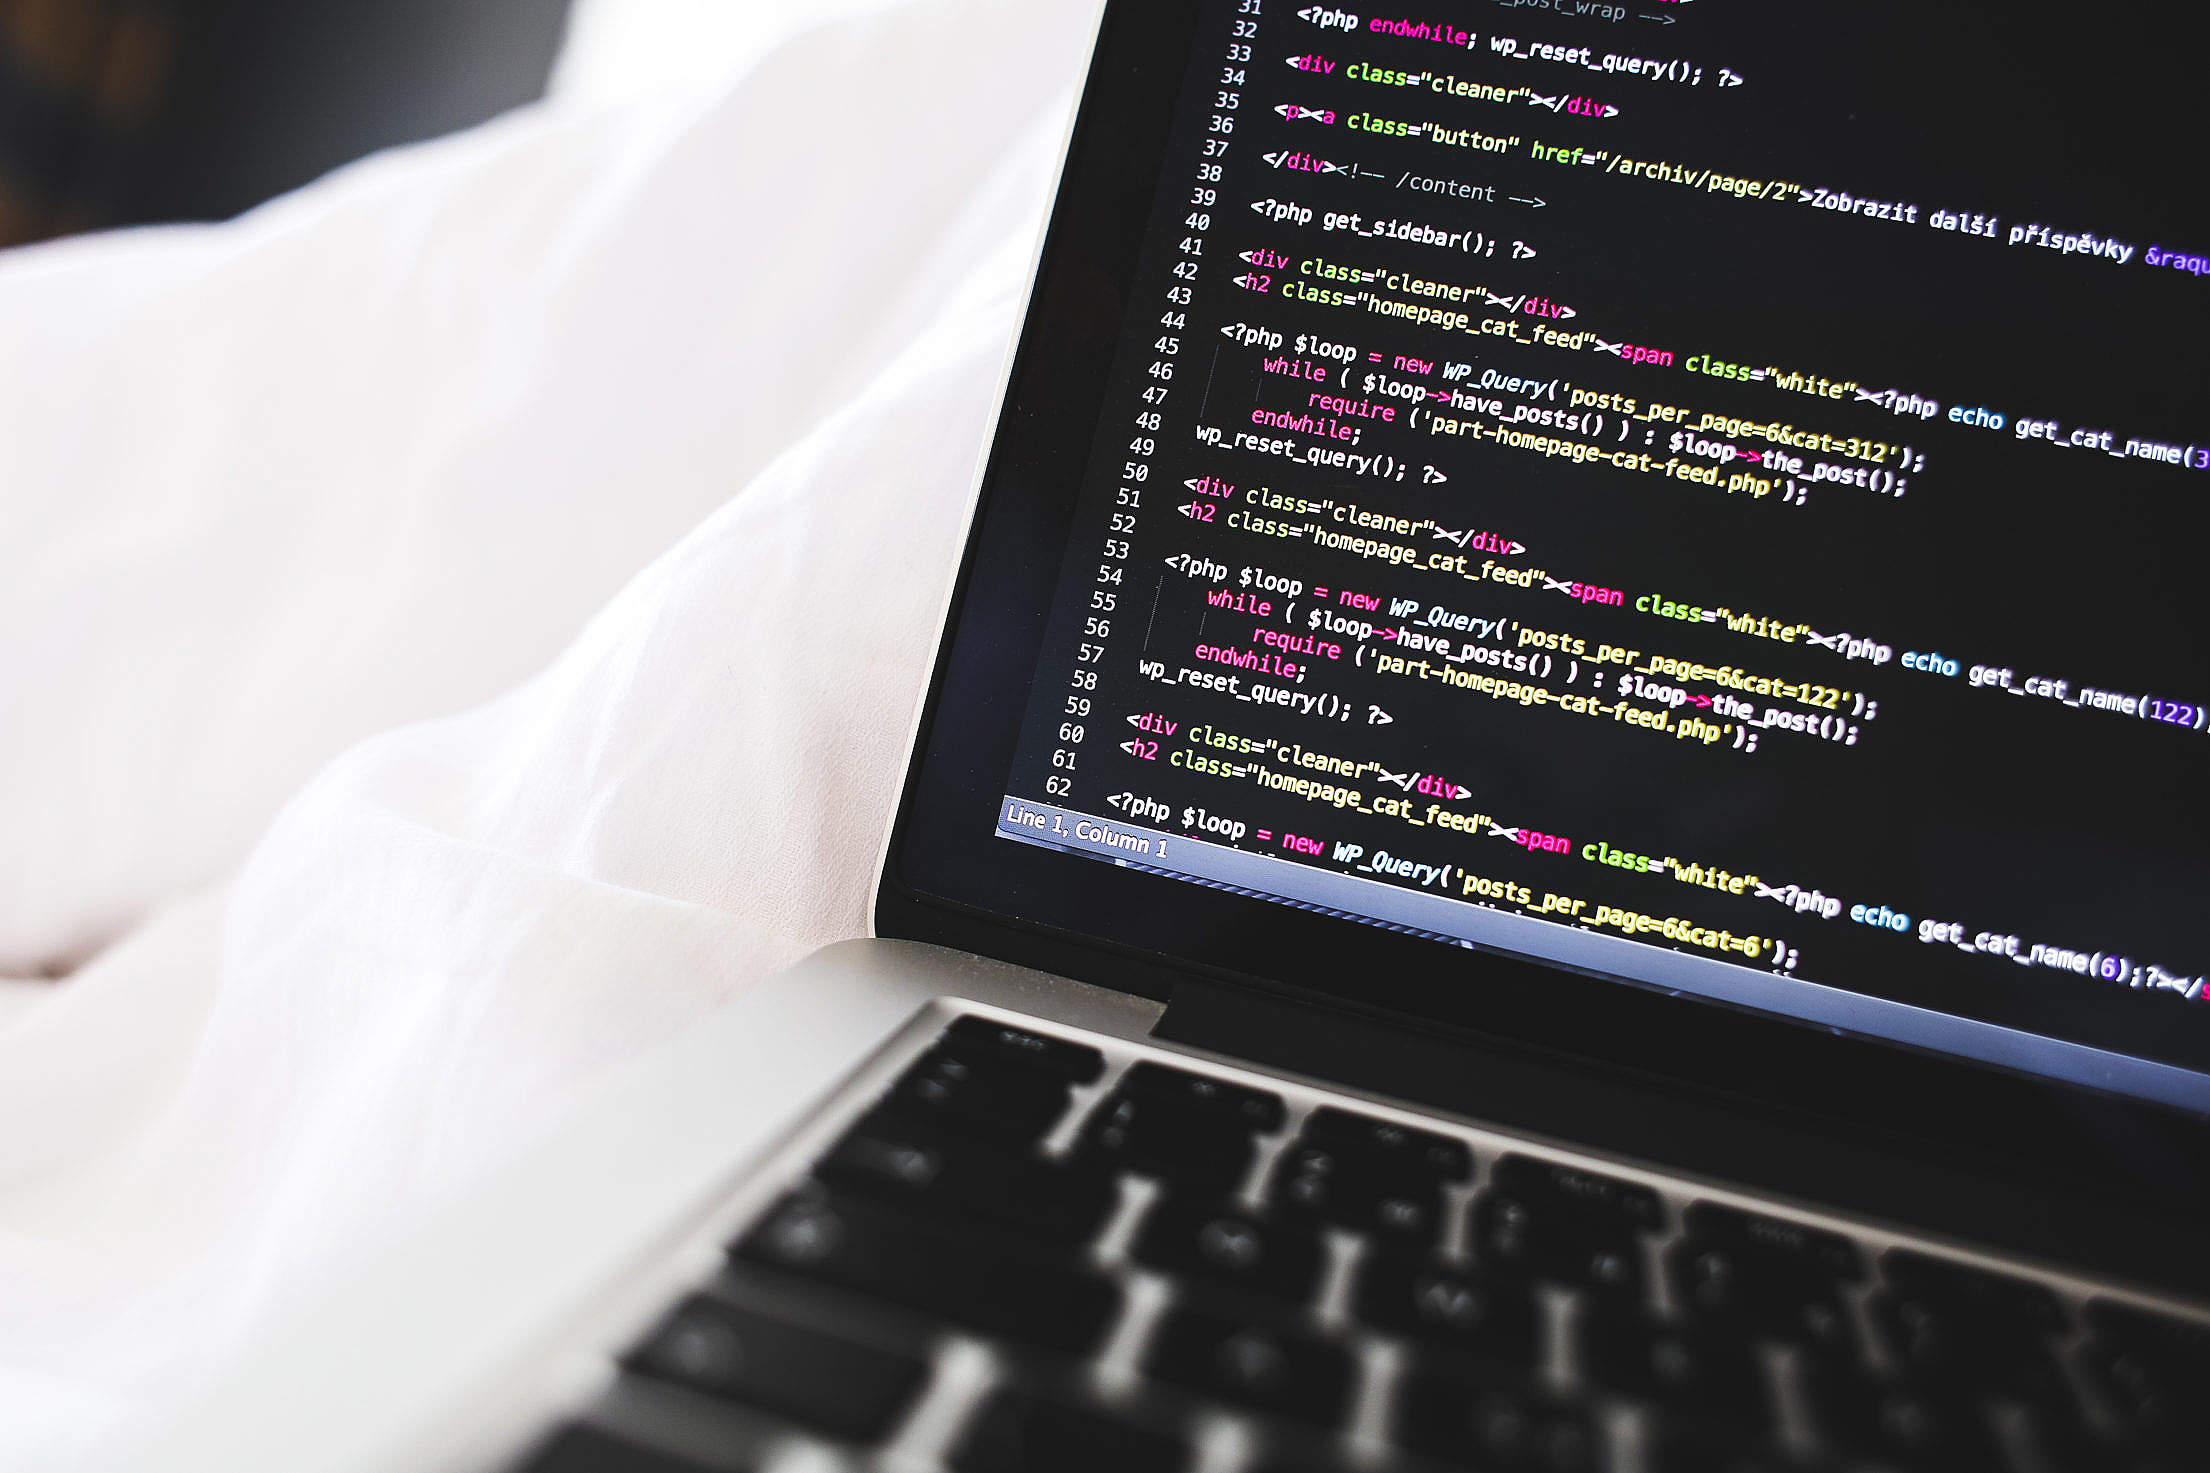 31
32 <?php endwhile; wp_reset_query(); ?>
33
34 <div class="cleaner"></div>
35
36 <p><a class="button" href="/archiv/page/2">Zobrazit další příspěvky &raqu
37
38 </div><!-- /content -->
39
40 <?php get_sidebar(); ?>
41
42 <div class="cleaner"></div>
43 <h2 class="homepage_cat_feed"><span class="white"><?php echo get_cat_name(3
44
45 <?php $loop = new WP_Query('posts_per_page=6&cat=312');
46 while ( $loop->have_posts() ) : $loop->the_post();
47 require ('part-homepage-cat-feed.php');
48 endwhile;
49 wp_reset_query(); ?>
50
51 <div class="cleaner"></div>
52 <h2 class="homepage_cat_feed"><span class="white"><?php echo get_cat_name(122)
53
54 <?php $loop = new WP_Query('posts_per_page=6&cat=122');
55 while ( $loop->have_posts() ) : $loop->the_post();
56 require ('part-homepage-cat-feed.php');
57 endwhile;
58 wp_reset_query(); ?>
59
60 <div class="cleaner"></div>
61 <h2 class="homepage_cat_feed"><span class="white"><?php echo get_cat_name(6);?></s
62
<?php $loop = new WP_Query('posts_per_page=6&cat=6');
Line 1, Column 1